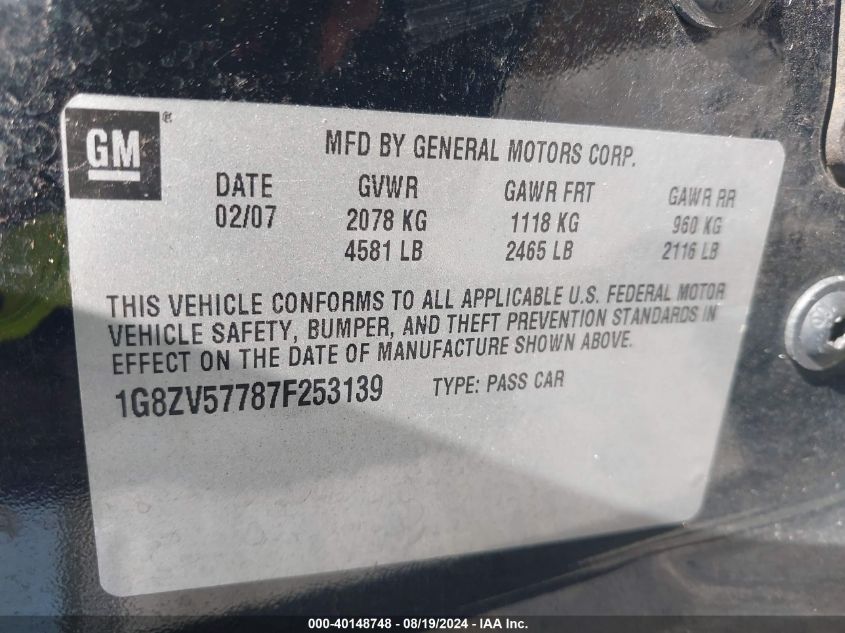 GM®
MFD BY GENERAL MOTORS CORP.
DATE GVWR GAWR FRT GAWR RR
02/07 2078 KG 1118 KG 960 KG
4581 LB 2465 LB 2116 LB
THIS VEHICLE CONFORMS TO ALL APPLICABLE U.S. FEDERAL MOTOR
VEHICLE SAFETY, BUMPER, AND THEFT PREVENTION STANDARDS IN
EFFECT ON THE DATE OF MANUFACTURE SHOWN ABOVE.
1G8ZV57787F253139 TYPE: PASS CAR
000-40148748 - 08/19/2024 - IAA Inc.